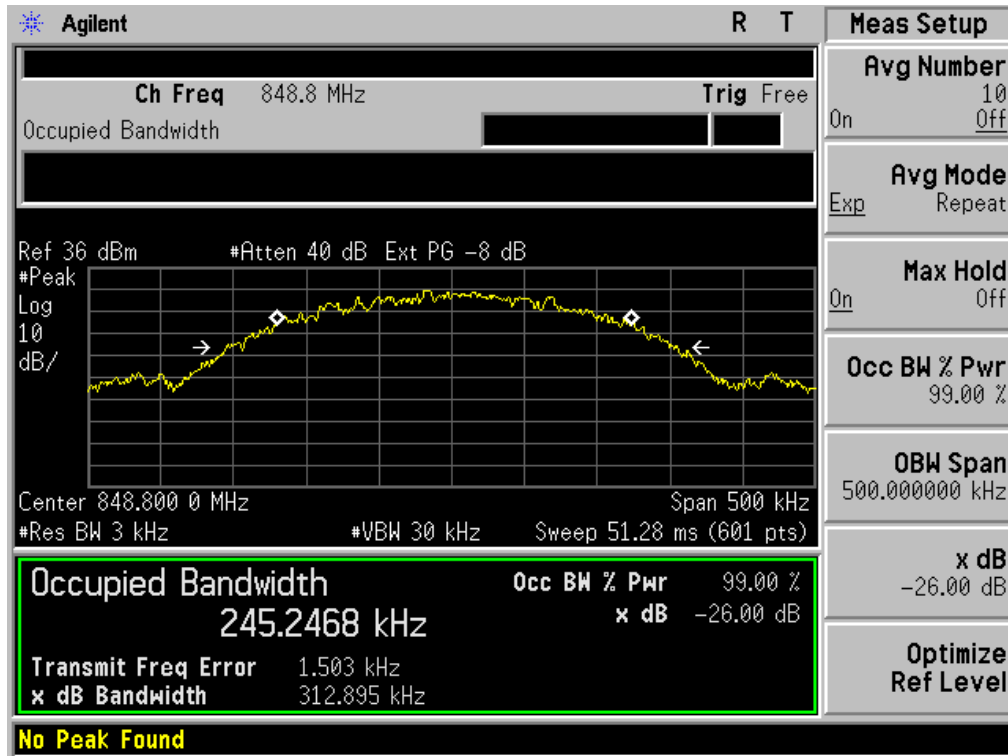 Agilent R T
Ch Freq 848.8 MHz Trig Free
Occupied Bandwidth
Ref 36 dBm #Atten 40 dB Ext PG -8 dB
#Peak
Log
10
dB/
Center 848.800 0 MHz Span 500 kHz
#Res BW 3 kHz #VBW 30 kHz Sweep 51.28 ms (601 pts)
Occupied Bandwidth
245.2468 kHz
Occ BW % Pwr 99.00 %
x dB -26.00 dB
Transmit Freq Error 1.503 kHz
x dB Bandwidth 312.895 kHz
No Peak Found
Meas Setup
Avg Number
10
On Off
Avg Mode
Exp Repeat
Max Hold
On Off
Occ BW % Pwr
99.00 %
OBW Span
500.000000 kHz
x dB
-26.00 dB
Optimize
Ref Level